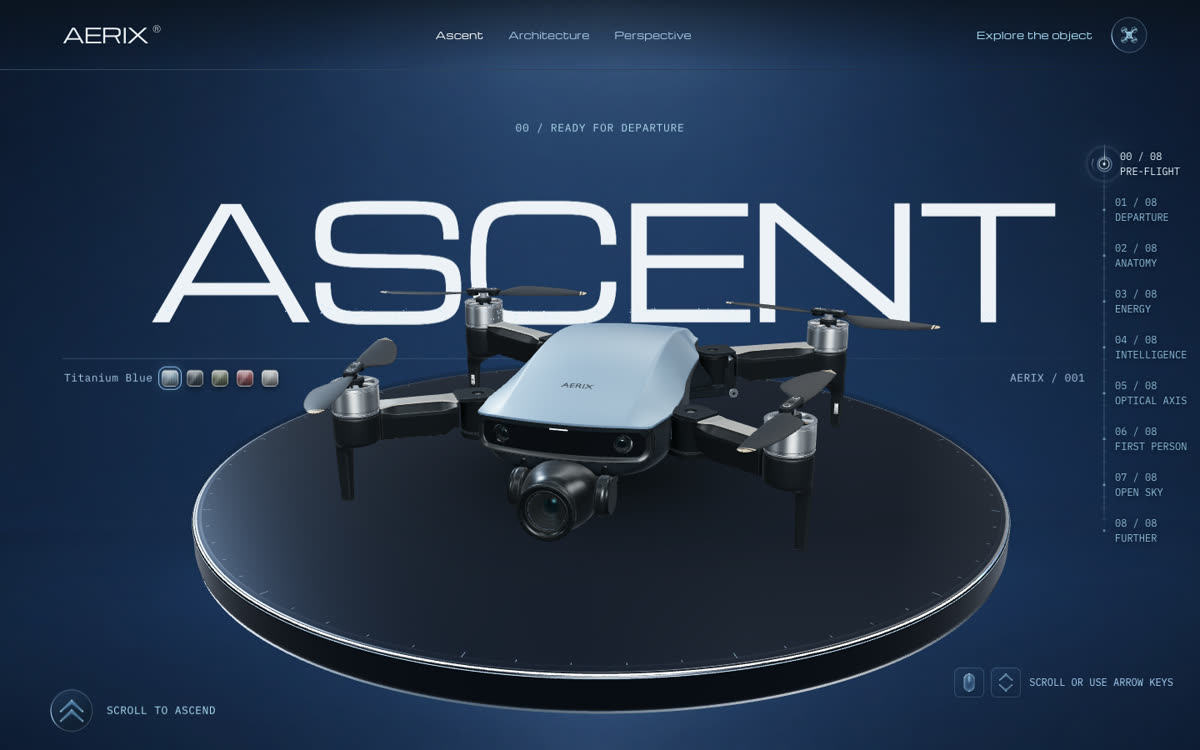 AERIX ®
Ascent
Architecture
Perspective
Explore the object
00 / READY FOR DEPARTURE
ASCENT
Titanium Blue
AERIX
AERIX / 001
00 / 08
PRE-FLIGHT
01 / 08
DEPARTURE
02 / 08
ANATOMY
03 / 08
ENERGY
04 / 08
INTELLIGENCE
05 / 08
OPTICAL AXIS
06 / 08
FIRST PERSON
07 / 08
OPEN SKY
08 / 08
FURTHER
SCROLL TO ASCEND
SCROLL OR USE ARROW KEYS